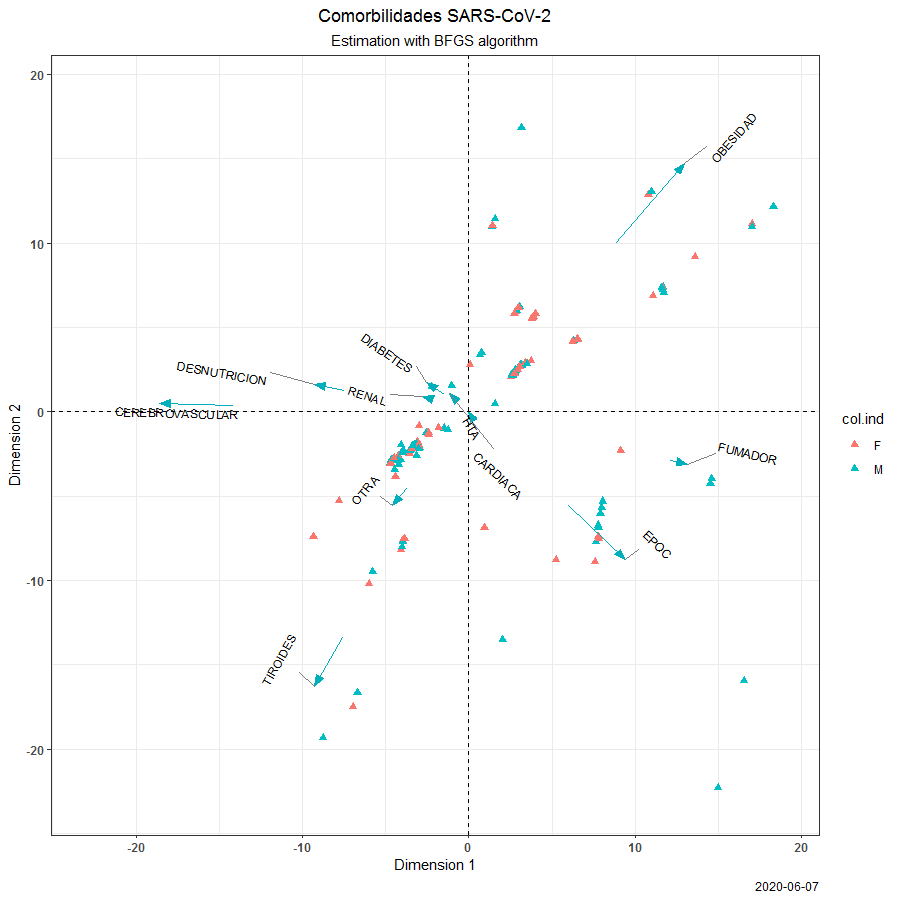 Comorbilidades SARS-CoV-2
Estimation with BFGS algorithm
20
10
0
-10
-20
Dimension 2
OBESIDAD
DIABETES
DESNUTRICION
RENAL
CEREBROVASCULAR
HTA
CARDIACA
FUMADOR
OTRA
EPOC
TIROIDES
col.ind
F
M
-20
-10
0
10
20
Dimension 1
2020-06-07